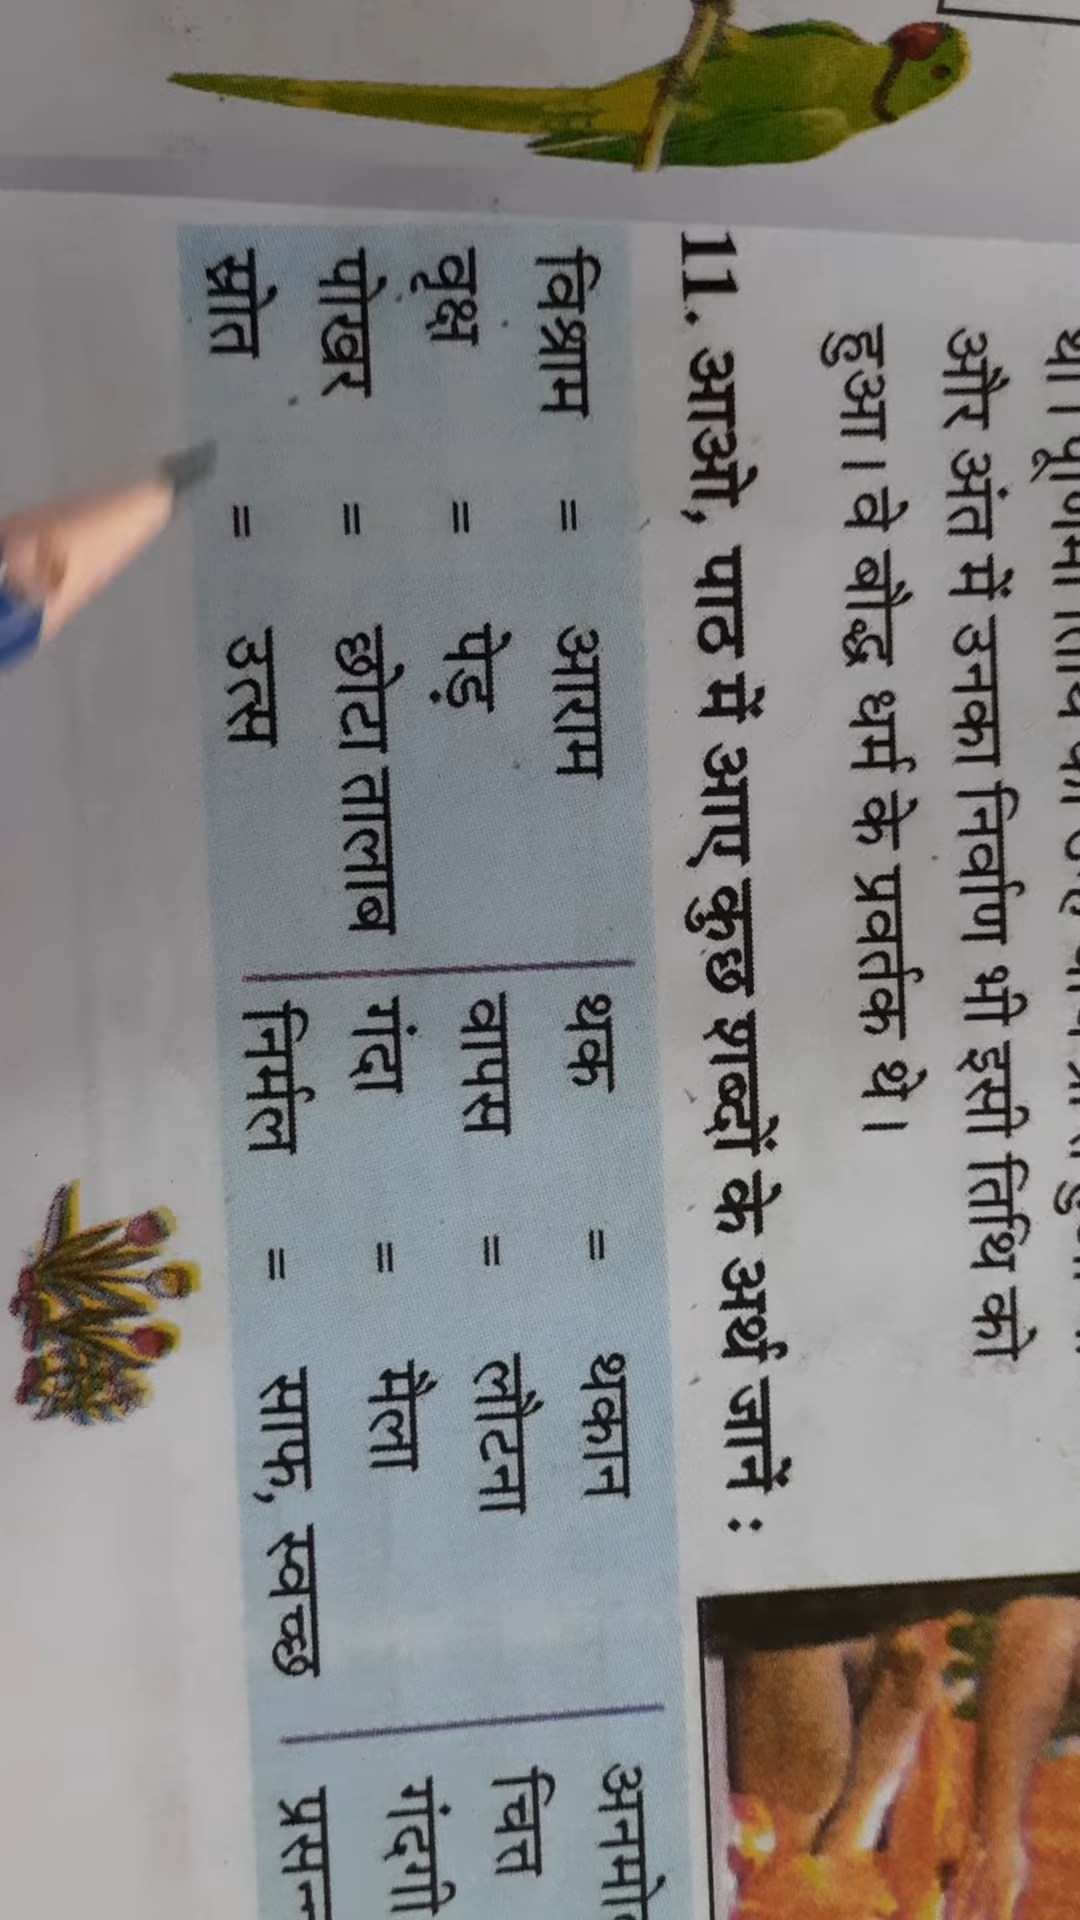 और अंत में उनका निर्वाण भी इसी तिथि को
हुआ। वे बौद्ध धर्म के प्रवर्तक थे।
11. आओ, पाठ में आए कुछ शब्दों के अर्थ जानें :
विश्राम = आराम थक = थकान
वृक्ष = पेड़ वापस = लौटना चित्त
पोखर = छोटा तालाब गंदा = मैला गंदगी
स्रोत = उत्स निर्मल = साफ, स्वच्छ